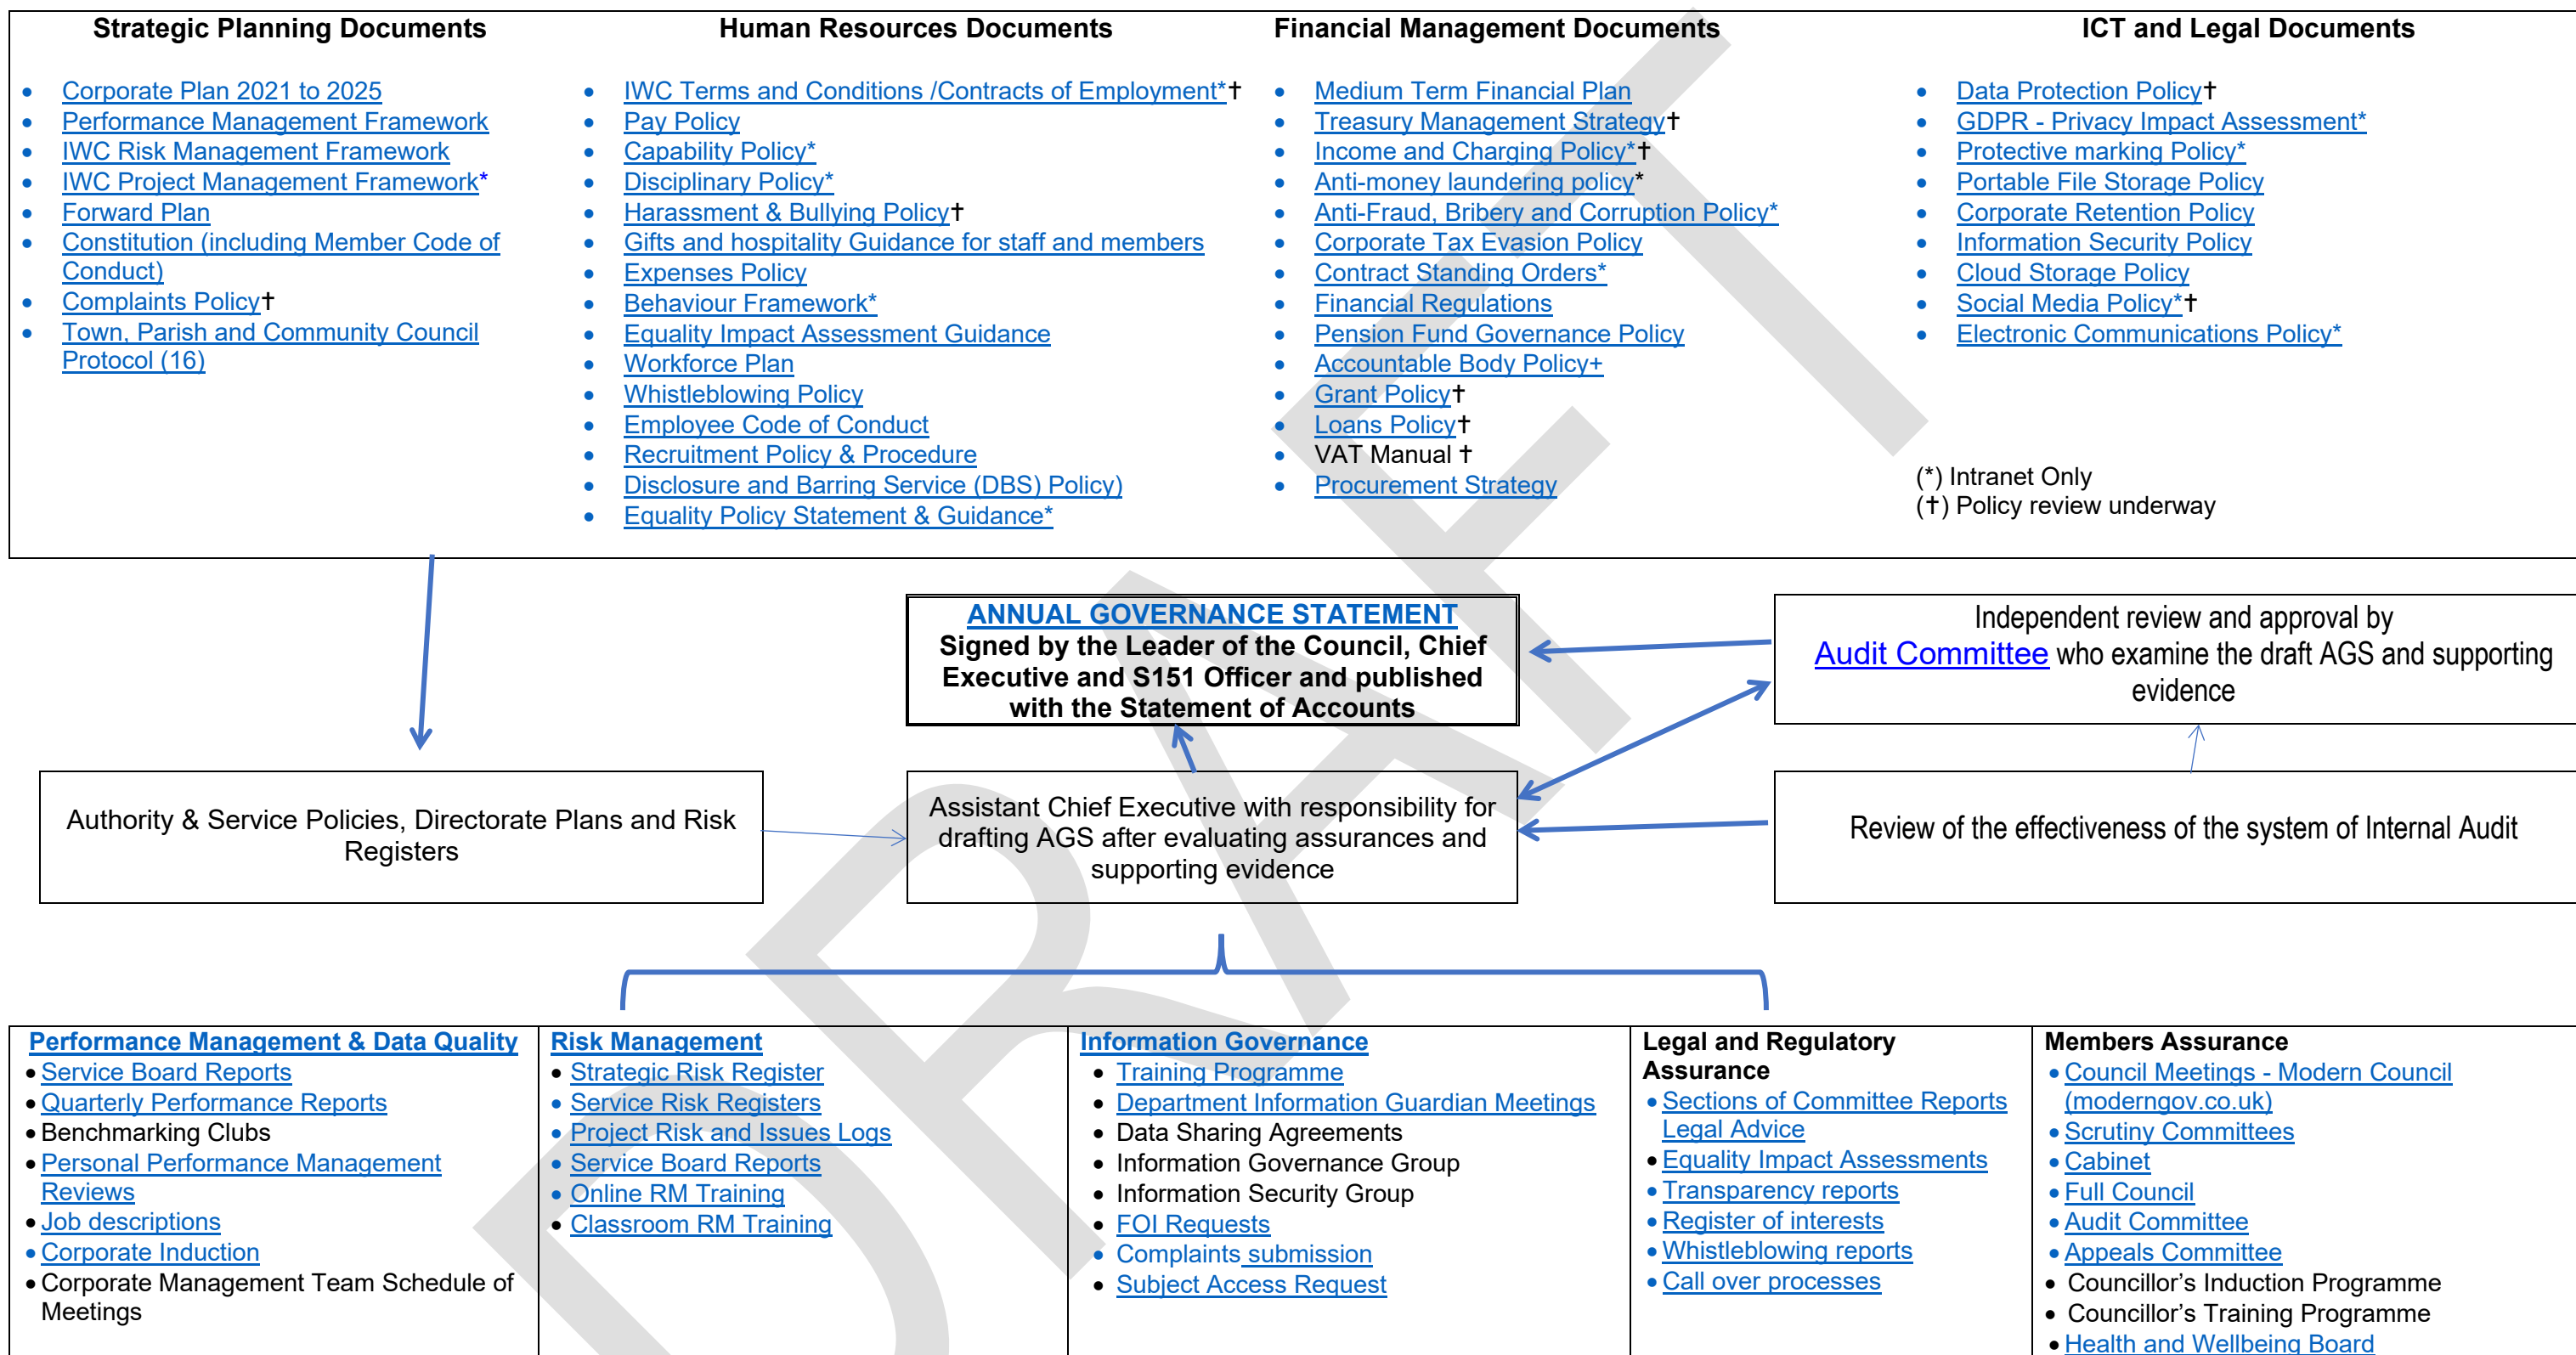 Strategic Planning Documents
Corporate Plan 2021 to 2025
Performance Management Framework
IWC Risk Management Framework
IWC Project Management Framework*
Forward Plan
Constitution (including Member Code of
Conduct)
Complaints Policy†
Town, Parish and Community Council
Protocol (16)
Human Resources Documents
IWC Terms and Conditions /Contracts of Employment*†
Pay Policy
Capability Policy*
Disciplinary Policy*
Harassment & Bullying Policy†
Gifts and hospitality Guidance for staff and members
Expenses Policy
Behaviour Framework*
Equality Impact Assessment Guidance
Workforce Plan
Whistleblowing Policy
Employee Code of Conduct
Recruitment Policy & Procedure
Disclosure and Barring Service (DBS) Policy)
Equality Policy Statement & Guidance*
Financial Management Documents
Medium Term Financial Plan
Treasury Management Strategy†
Income and Charging Policy*†
Anti-money laundering policy*
Anti-Fraud, Bribery and Corruption Policy*
Corporate Tax Evasion Policy
Contract Standing Orders*
Financial Regulations
Pension Fund Governance Policy
Accountable Body Policy+
Grant Policy†
Loans Policy†
VAT Manual †
Procurement Strategy
ICT and Legal Documents
Data Protection Policy†
GDPR - Privacy Impact Assessment*
Protective marking Policy*
Portable File Storage Policy
Corporate Retention Policy
Information Security Policy
Cloud Storage Policy
Social Media Policy*†
Electronic Communications Policy*
(*) Intranet Only
(†) Policy review underway
ANNUAL GOVERNANCE STATEMENT
Signed by the Leader of the Council, Chief
Executive and S151 Officer and published
with the Statement of Accounts
Independent review and approval by
Audit Committee who examine the draft AGS and supporting
evidence
Authority & Service Policies, Directorate Plans and Risk
Registers
Assistant Chief Executive with responsibility for
drafting AGS after evaluating assurances and
supporting evidence
Review of the effectiveness of the system of Internal Audit
Performance Management & Data Quality
Service Board Reports
Quarterly Performance Reports
Benchmarking Clubs
Personal Performance Management
Reviews
Job descriptions
Corporate Induction
Corporate Management Team Schedule of
Meetings
Risk Management
Strategic Risk Register
Service Risk Registers
Project Risk and Issues Logs
Service Board Reports
Online RM Training
Classroom RM Training
Information Governance
Training Programme
Department Information Guardian Meetings
Data Sharing Agreements
Information Governance Group
Information Security Group
FOI Requests
Complaints submission
Subject Access Request
Legal and Regulatory
Assurance
Sections of Committee Reports
Legal Advice
Equality Impact Assessments
Transparency reports
Register of interests
Whistleblowing reports
Call over processes
Members Assurance
Council Meetings - Modern Council
(moderngov.co.uk)
Scrutiny Committees
Cabinet
Full Council
Audit Committee
Appeals Committee
Councillor's Induction Programme
Councillor's Training Programme
Health and Wellbeing Board
DRAFT